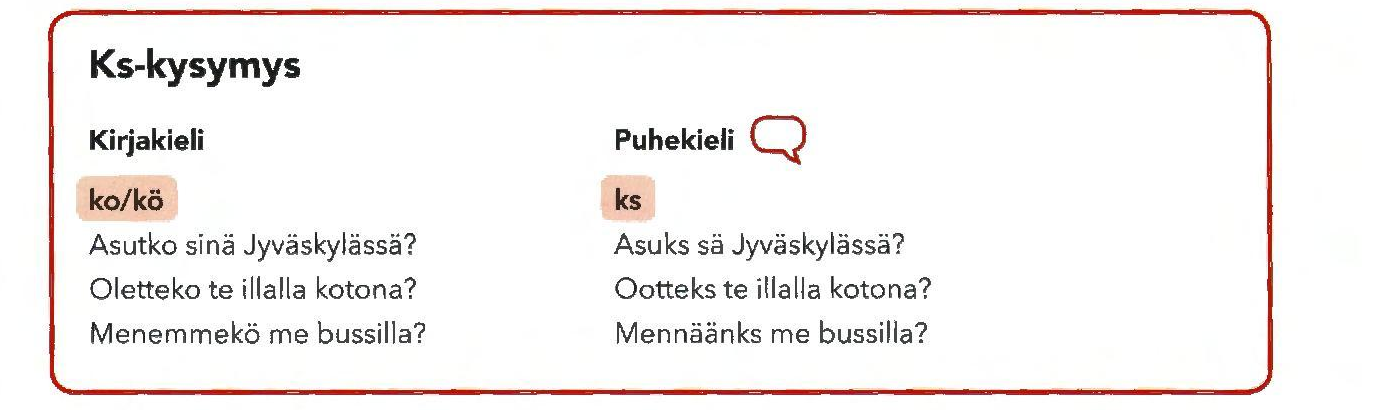 Ks-kysymys
Kirjakieli
ko/kö
Asutko sinä Jyväskylässä?
Oletteko te illalla kotona?
Menemmekö me bussilla?
Puhekieli
ks
Asuks sä Jyväskylässä?
Ootteks te illalla kotona?
Mennäänks me bussilla?